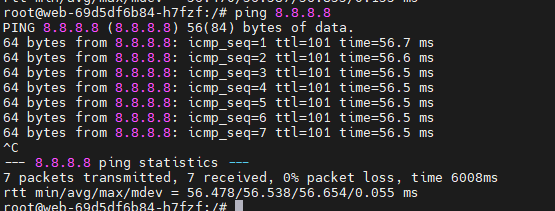 root@web-69d5df6b84-h7fzf:/# ping 8.8.8.8
PING 8.8.8.8 (8.8.8.8) 56(84) bytes of data.
64 bytes from 8.8.8.8: icmp_seq=1 ttl=101 time=56.7 ms
64 bytes from 8.8.8.8: icmp_seq=2 ttl=101 time=56.6 ms
64 bytes from 8.8.8.8: icmp_seq=3 ttl=101 time=56.5 ms
64 bytes from 8.8.8.8: icmp_seq=4 ttl=101 time=56.5 ms
64 bytes from 8.8.8.8: icmp_seq=5 ttl=101 time=56.5 ms
64 bytes from 8.8.8.8: icmp_seq=6 ttl=101 time=56.5 ms
64 bytes from 8.8.8.8: icmp_seq=7 ttl=101 time=56.5 ms
^C
--- 8.8.8.8 ping statistics ---
7 packets transmitted, 7 received, 0% packet loss, time 6008ms
rtt min/avg/max/mdev = 56.478/56.538/56.654/0.055 ms
root@web-69d5df6b84-h7fzf:/#